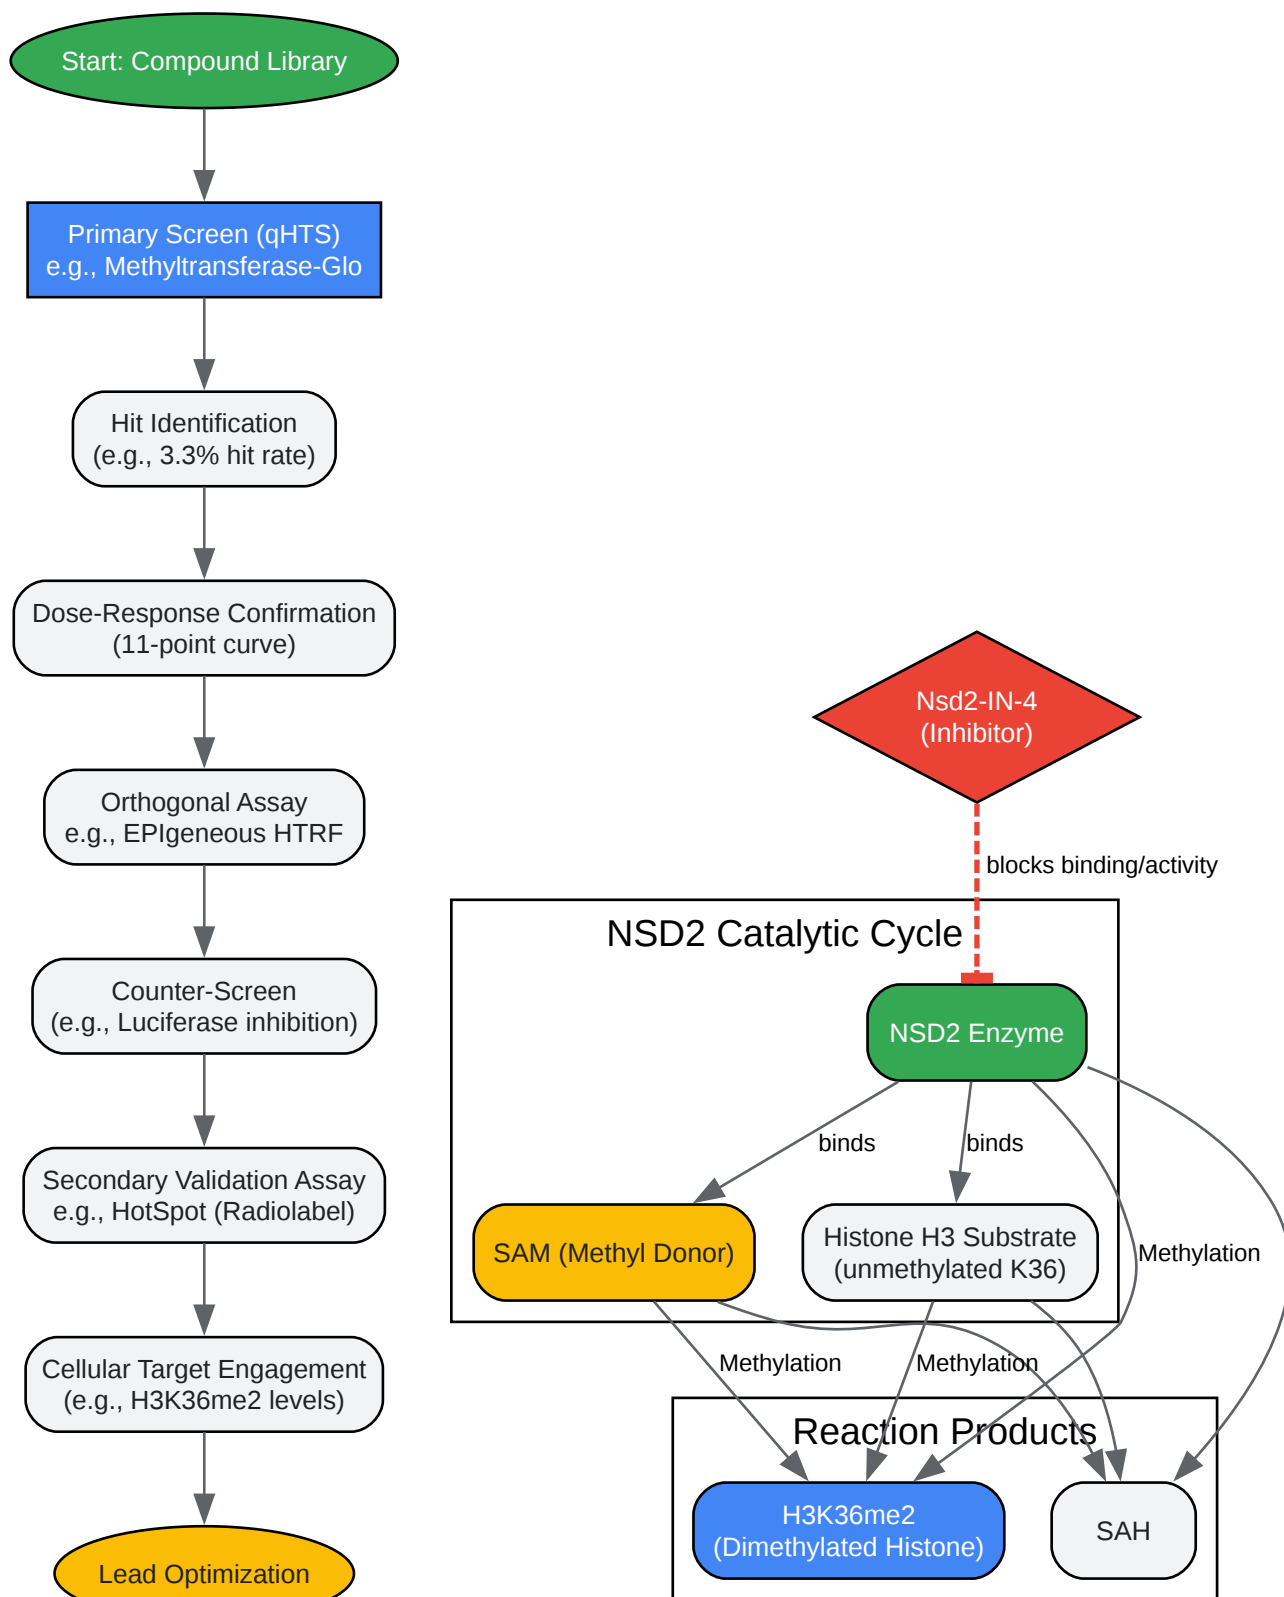 Start: Compound Library
Primary Screen (qHTS)
e.g., Methyltransferase-Glo
Hit Identification
(e.g., 3.3% hit rate)
Dose-Response Confirmation
(11-point curve)
Orthogonal Assay
e.g., EPIgeneous HTRF
Counter-Screen
(e.g., Luciferase inhibition)
Secondary Validation Assay
e.g., HotSpot (Radiolabel)
Cellular Target Engagement
(e.g., H3K36me2 levels)
Lead Optimization
Nsd2-IN-4
(Inhibitor)
blocks binding/activity
NSD2 Catalytic Cycle
NSD2 Enzyme
binds
binds
SAM (Methyl Donor)
Histone H3 Substrate
(unmethylated K36)
Methylation
Methylation
Methylation
Reaction Products
H3K36me2
(Dimethylated Histone)
SAH